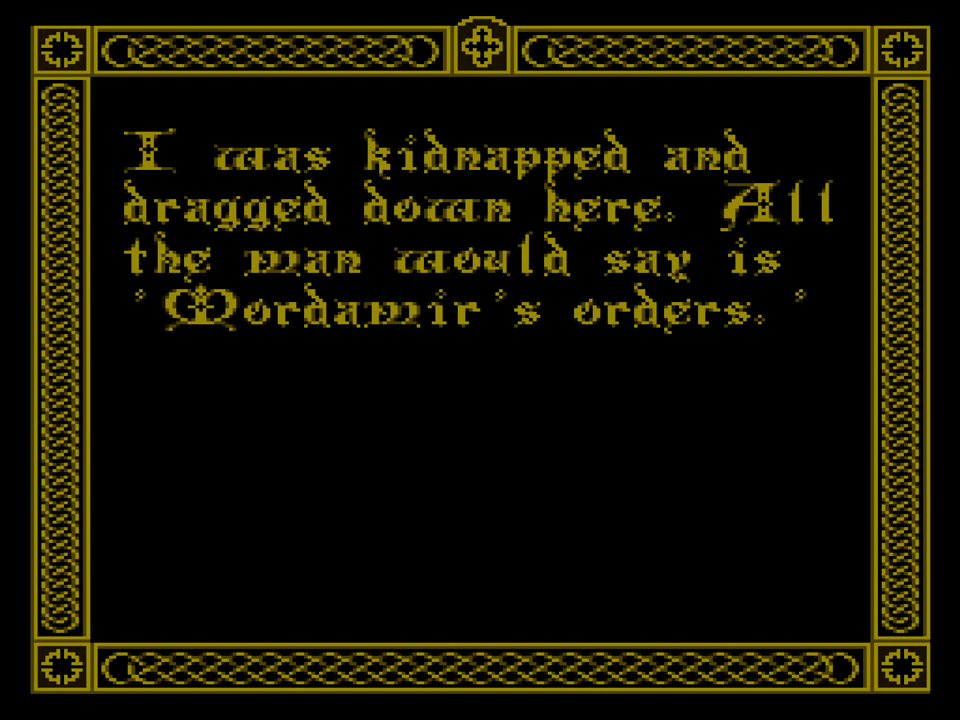 I was kidnapped and
dragged down here. All
the man would say is
'Mordamir's orders.'